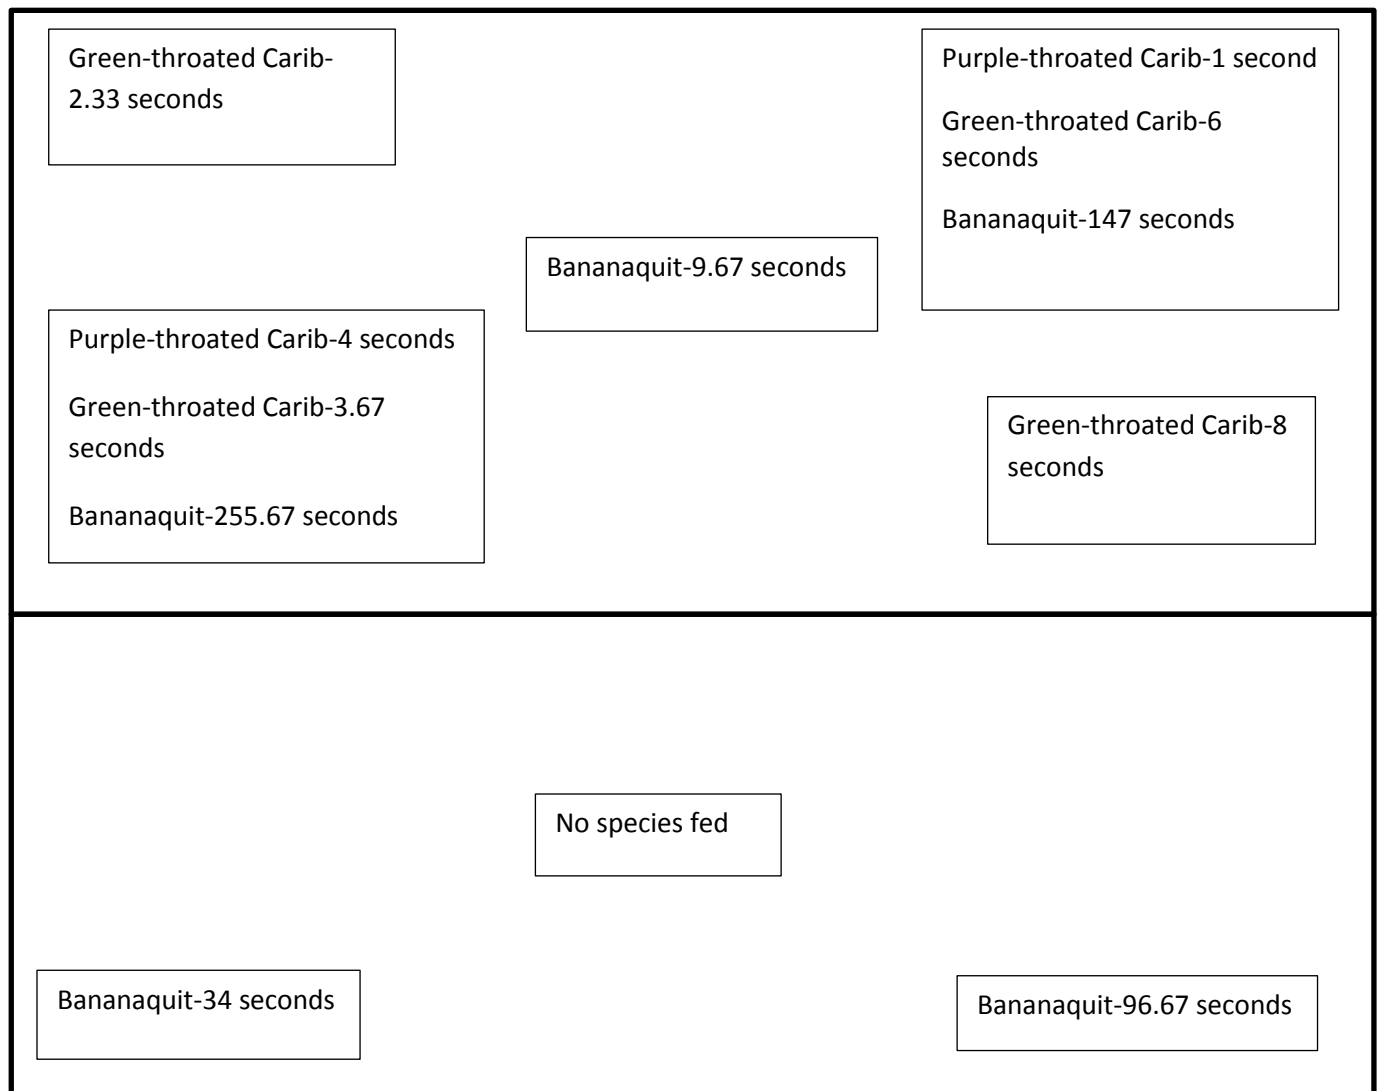 Green-throated Carib-
2.33 seconds
Purple-throated Carib-1 second
Green-throated Carib-6
seconds
Bananaquit-147 seconds
Bananaquit-9.67 seconds
Purple-throated Carib-4 seconds
Green-throated Carib-3.67
seconds
Bananaquit-255.67 seconds
Green-throated Carib-8
seconds
No species fed
Bananaquit-34 seconds
Bananaquit-96.67 seconds